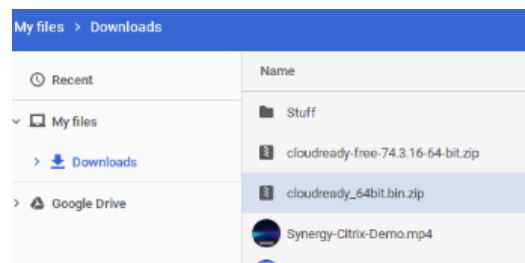 My files > Downloads
Recent
My files
Downloads
Google Drive
Name
Stuff
cloudready-free-74.3.16-64-bit.zip
cloudready_64bit.bin.zip
Synergy-Citrix-Demo.mp4